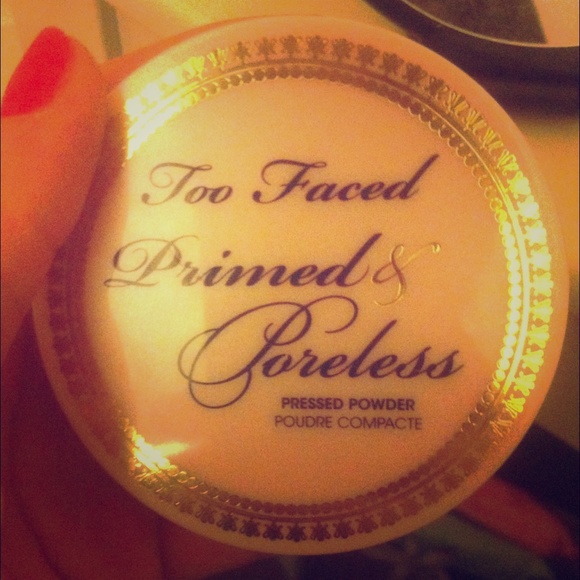 Too Faced
Primed &
Poreless
PRESSED POWDER
POUDRE COMPACTE